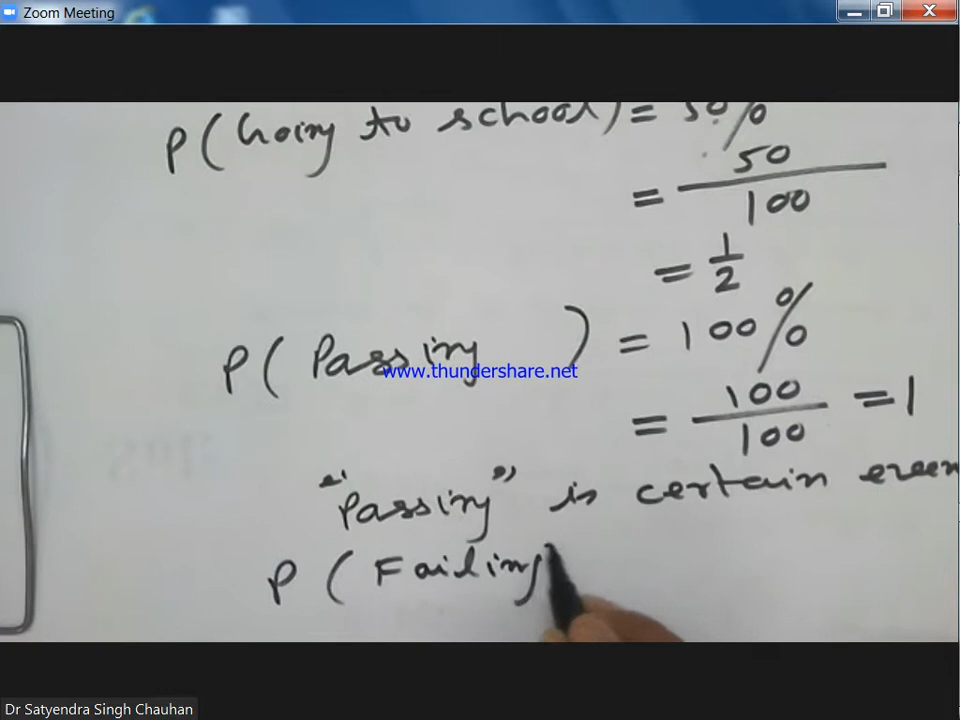 Zoom Meeting
P(Going to school) = 50%
= 50/100
= 1/2
P( Passing ) = 100%
www.thundershare.net
= 100/100 = 1
"Passing" is certain even
P ( Failing
Dr Satyendra Singh Chauhan